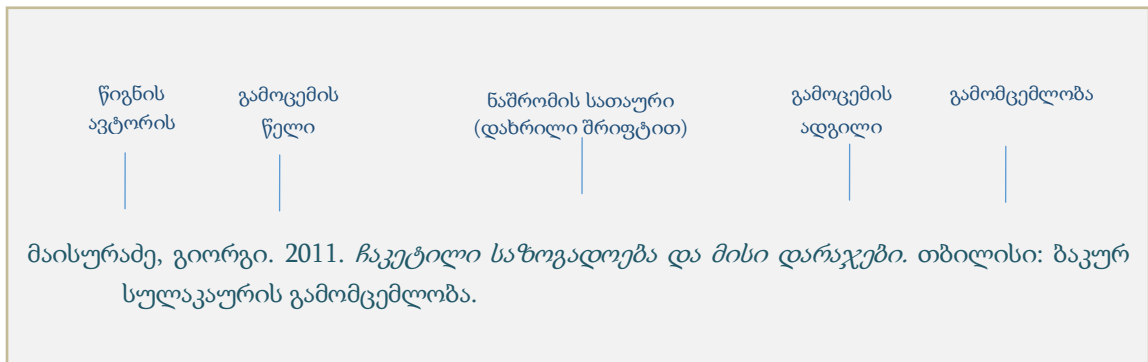 წიგნის
ავტორის
გამოცემის
წელი
ნაშრომის სათაური
(დახრილი შრიფტით)
გამოცემის
ადგილი
გამომცემლობა
მაისურაძე, გიორგი. 2011. ჩაკეტილი საზოგადოება და მისი დარაჯები. თბილისი: ბაკურ
სულაკაურის გამომცემლობა.